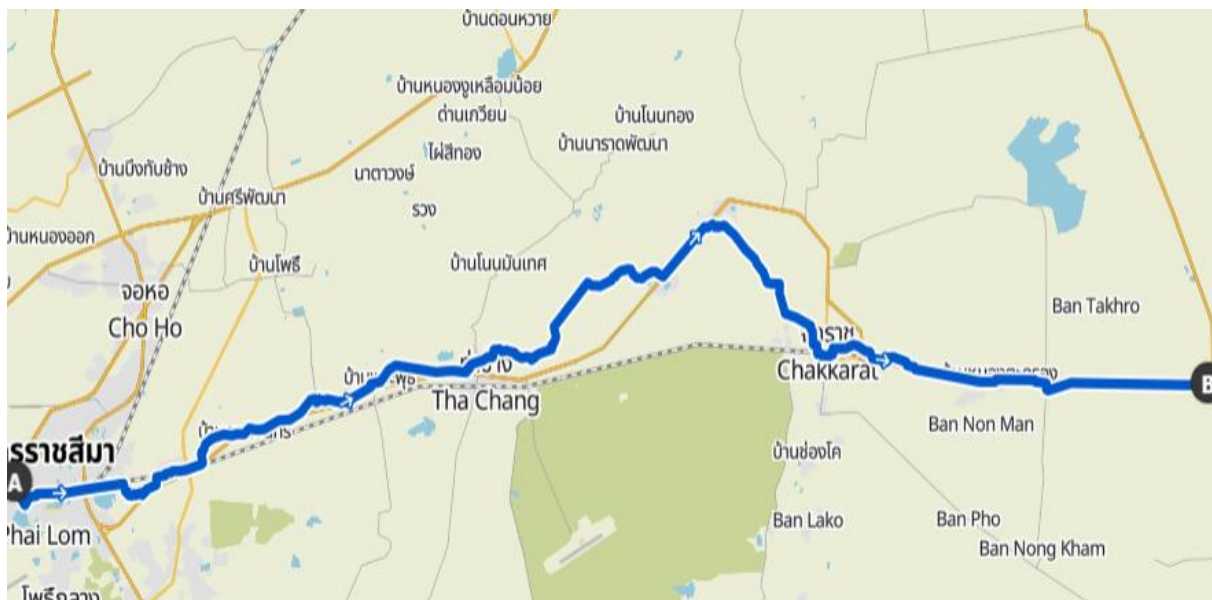 บ้านดอนหวาย
บ้านหนองงูเหลือมน้อย
ด่านเกวียน
บ้านโนนทอง
บ้านนาราดพัฒนา
ไผ่สีทอง
บ้านบึงทับช้าง
นาตาวงษ์
บ้านศรีพัฒนา
รวง
บ้านหนองออก
บ้านโพธิ์
บ้านโนนมันเทศ
จอหอ
Cho Ho
Ban Takhro
Chakkarat
Tha Chang
Ban Non Man
บ้านช่องโค
A
B
Phai Lom
Ban Lako
Ban Pho
Ban Nong Kham
โพธิ์กลาง